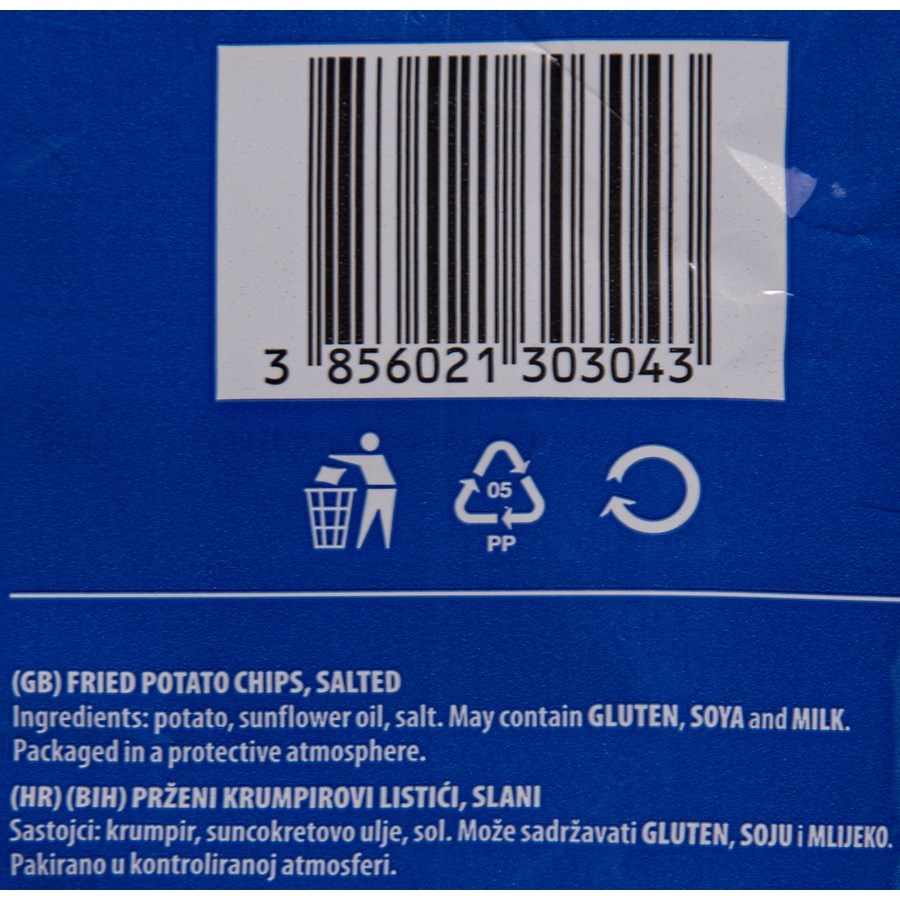 3 856021 303043
05
PP
(GB) FRIED POTATO CHIPS, SALTED
Ingredients: potato, sunflower oil, salt. May contain GLUTEN, SOYA and MILK.
Packaged in a protective atmosphere.
(HR) (BIH) PRŽENI KRUMPIROVI LISTIĆI, SLANI
Sastojci: krumpir, suncokretovo ulje, sol. Može sadržavati GLUTEN, SOJU i MLIJEKO.
Pakirano u kontroliranoj atmosferi.